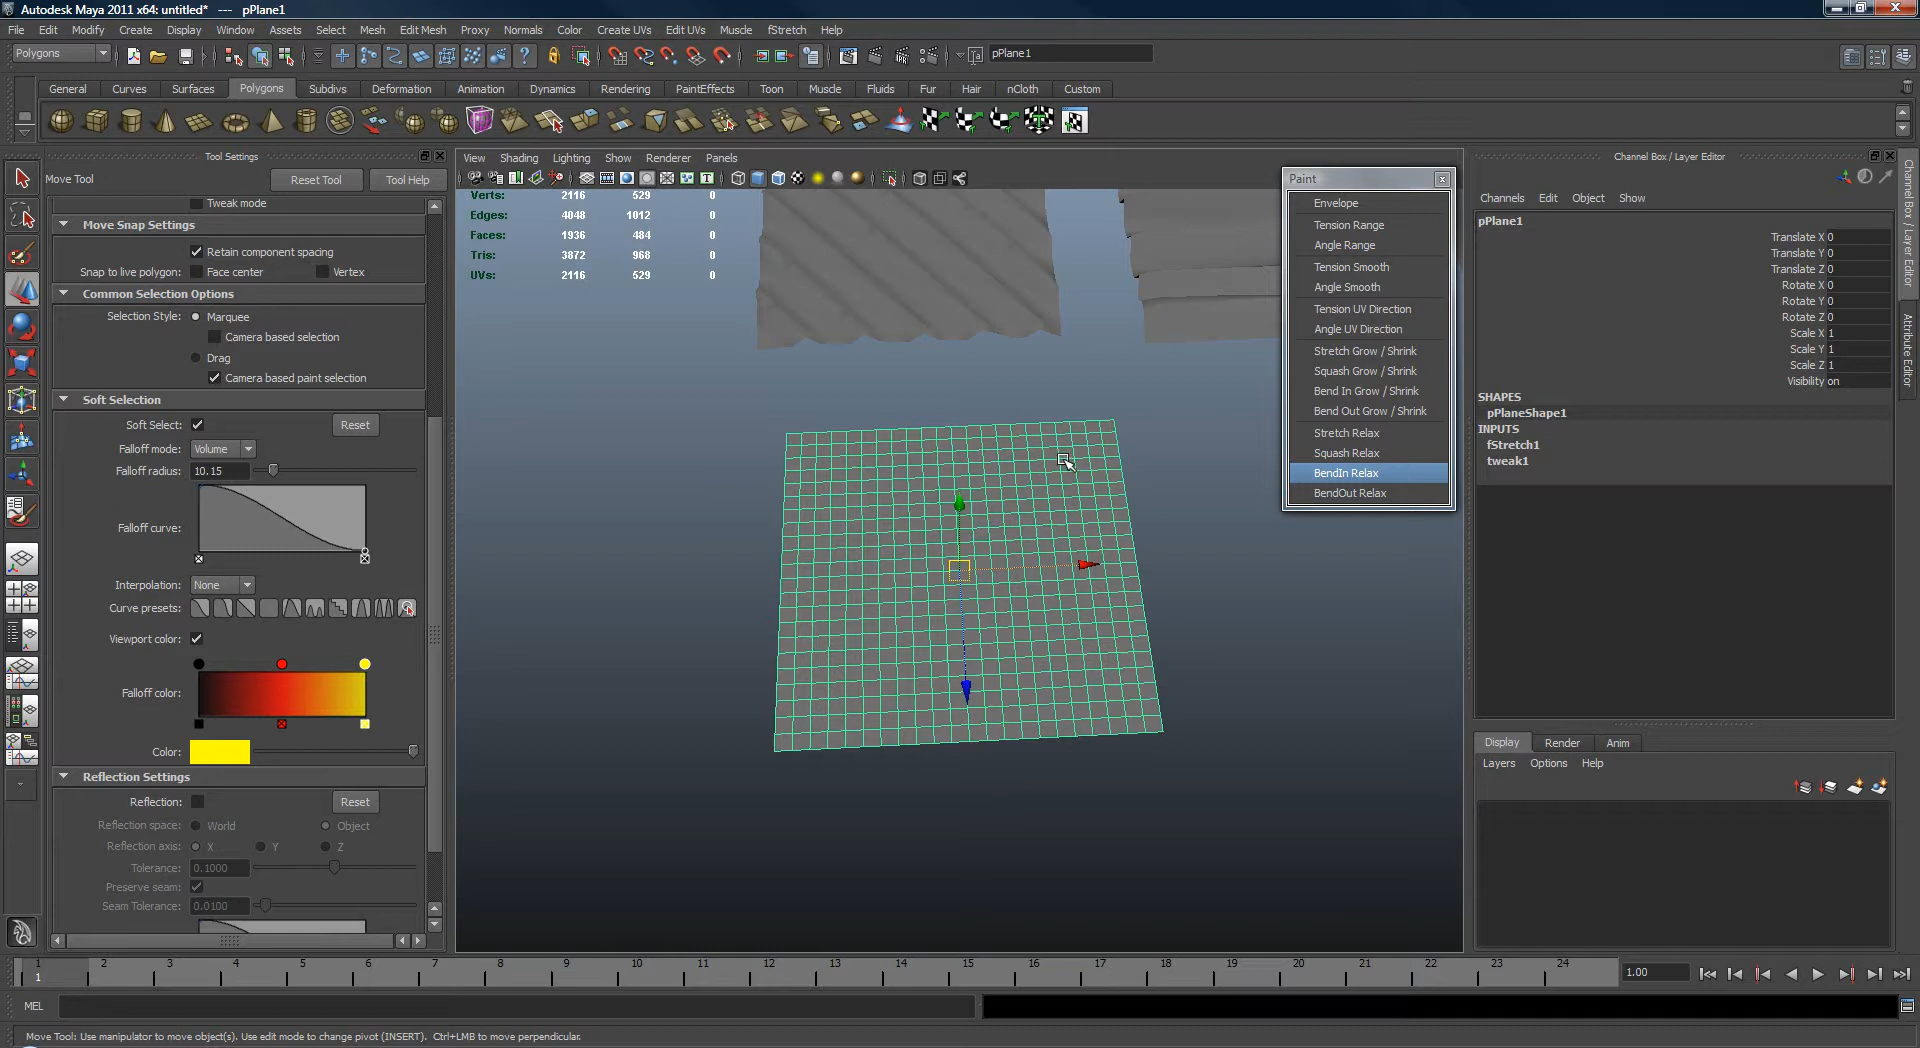 Autodesk Maya 2011 x64: untitled* --- pPlane1
File Edit Modify Create Display Window Assets Select Mesh Edit Mesh Proxy Normals Color Create UVs Edit UVs Muscle fStretch Help
Polygons
pPlane1
General Curves Surfaces Polygons Subdivs Deformation Animation Dynamics Rendering PaintEffects Toon Muscle Fluids Fur Hair nCloth Custom
Tool Settings
Move Tool
Reset Tool
Tool Help
Tweak mode
Move Snap Settings
Retain component spacing
Snap to live polygon: Face center Vertex
Common Selection Options
Selection Style: Marquee
Camera based selection
Drag
Camera based paint selection
Soft Selection
Soft Select: Reset
Falloff mode: Volume
Falloff radius: 10.15
Falloff curve:
Interpolation: None
Curve presets:
Viewport color:
Falloff color:
Color:
Reflection Settings
Reflection: Reset
Reflection space: World Object
Reflection axis: X Y Z
Tolerance: 0.1000
Preserve seam:
Seam Tolerance: 0.0100
View Shading Lighting Show Renderer Panels
Verts: 2116 529 0
Edges: 4048 1012 0
Faces: 1936 484 0
Tris: 3872 968 0
UVs: 2116 529 0
Paint
Envelope
Tension Range
Angle Range
Tension Smooth
Angle Smooth
Tension UV Direction
Angle UV Direction
Stretch Grow / Shrink
Squash Grow / Shrink
Bend In Grow / Shrink
Bend Out Grow / Shrink
Stretch Relax
Squash Relax
BendIn Relax
BendOut Relax
Channel Box / Layer Editor
Channels Edit Object Show
pPlane1
Translate X 0
Translate Y 0
Translate Z 0
Rotate X 0
Rotate Y 0
Rotate Z 0
Scale X 1
Scale Y 1
Scale Z 1
Visibility on
SHAPES
pPlaneShape1
INPUTS
fStretch1
tweak1
Display Render Anim
Layers Options Help
Channel Box / Layer Editor
Attribute Editor
1 2 3 4 5 6 7 8 9 10 11 12 13 14 15 16 17 18 19 20 21 22 23 24
1
1.00
MEL
Move Tool: Use manipulator to move object(s). Use edit mode to change pivot (INSERT). Ctrl+LMB to move perpendicular.